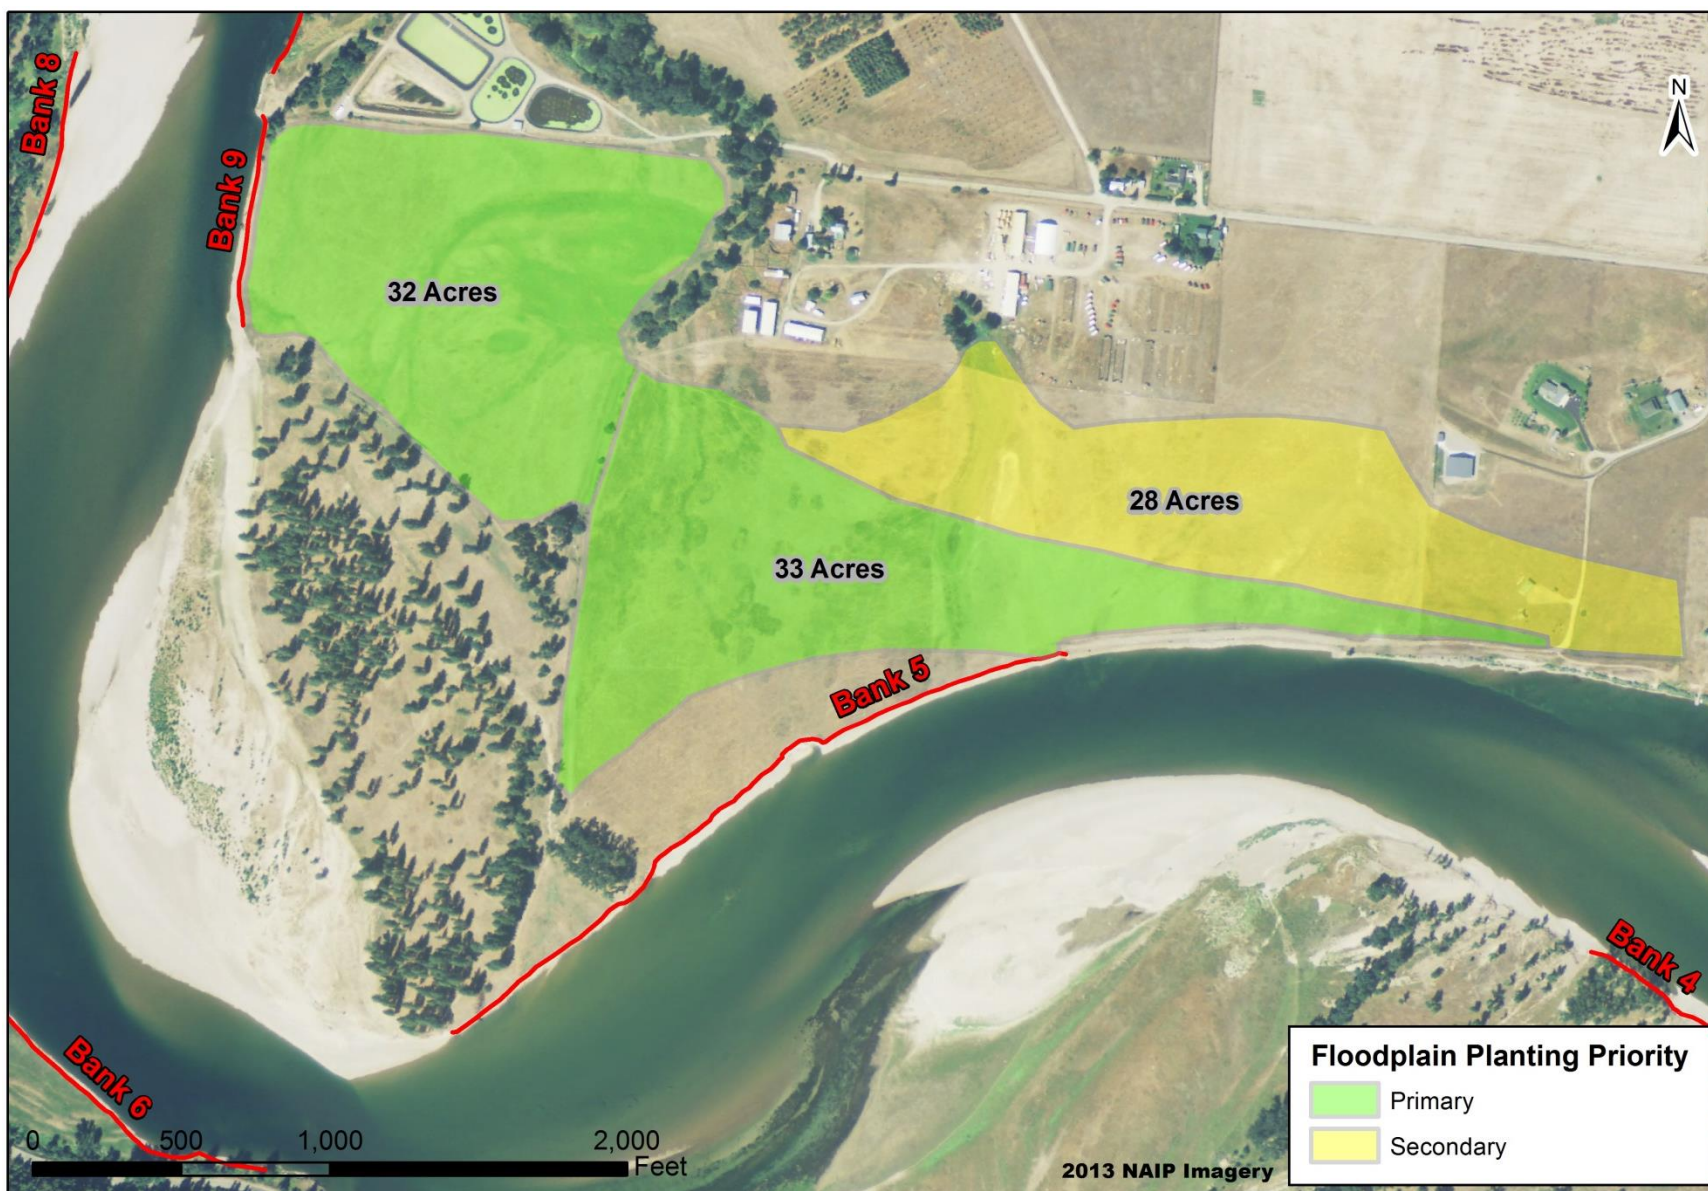 Bank 8
Bank 9
N
32 Acres
28 Acres
33 Acres
Bank 5
Bank 4
Bank 6
0 500 1,000 2,000
Feet
2013 NAIP Imagery
Floodplain Planting Priority
Primary
Secondary